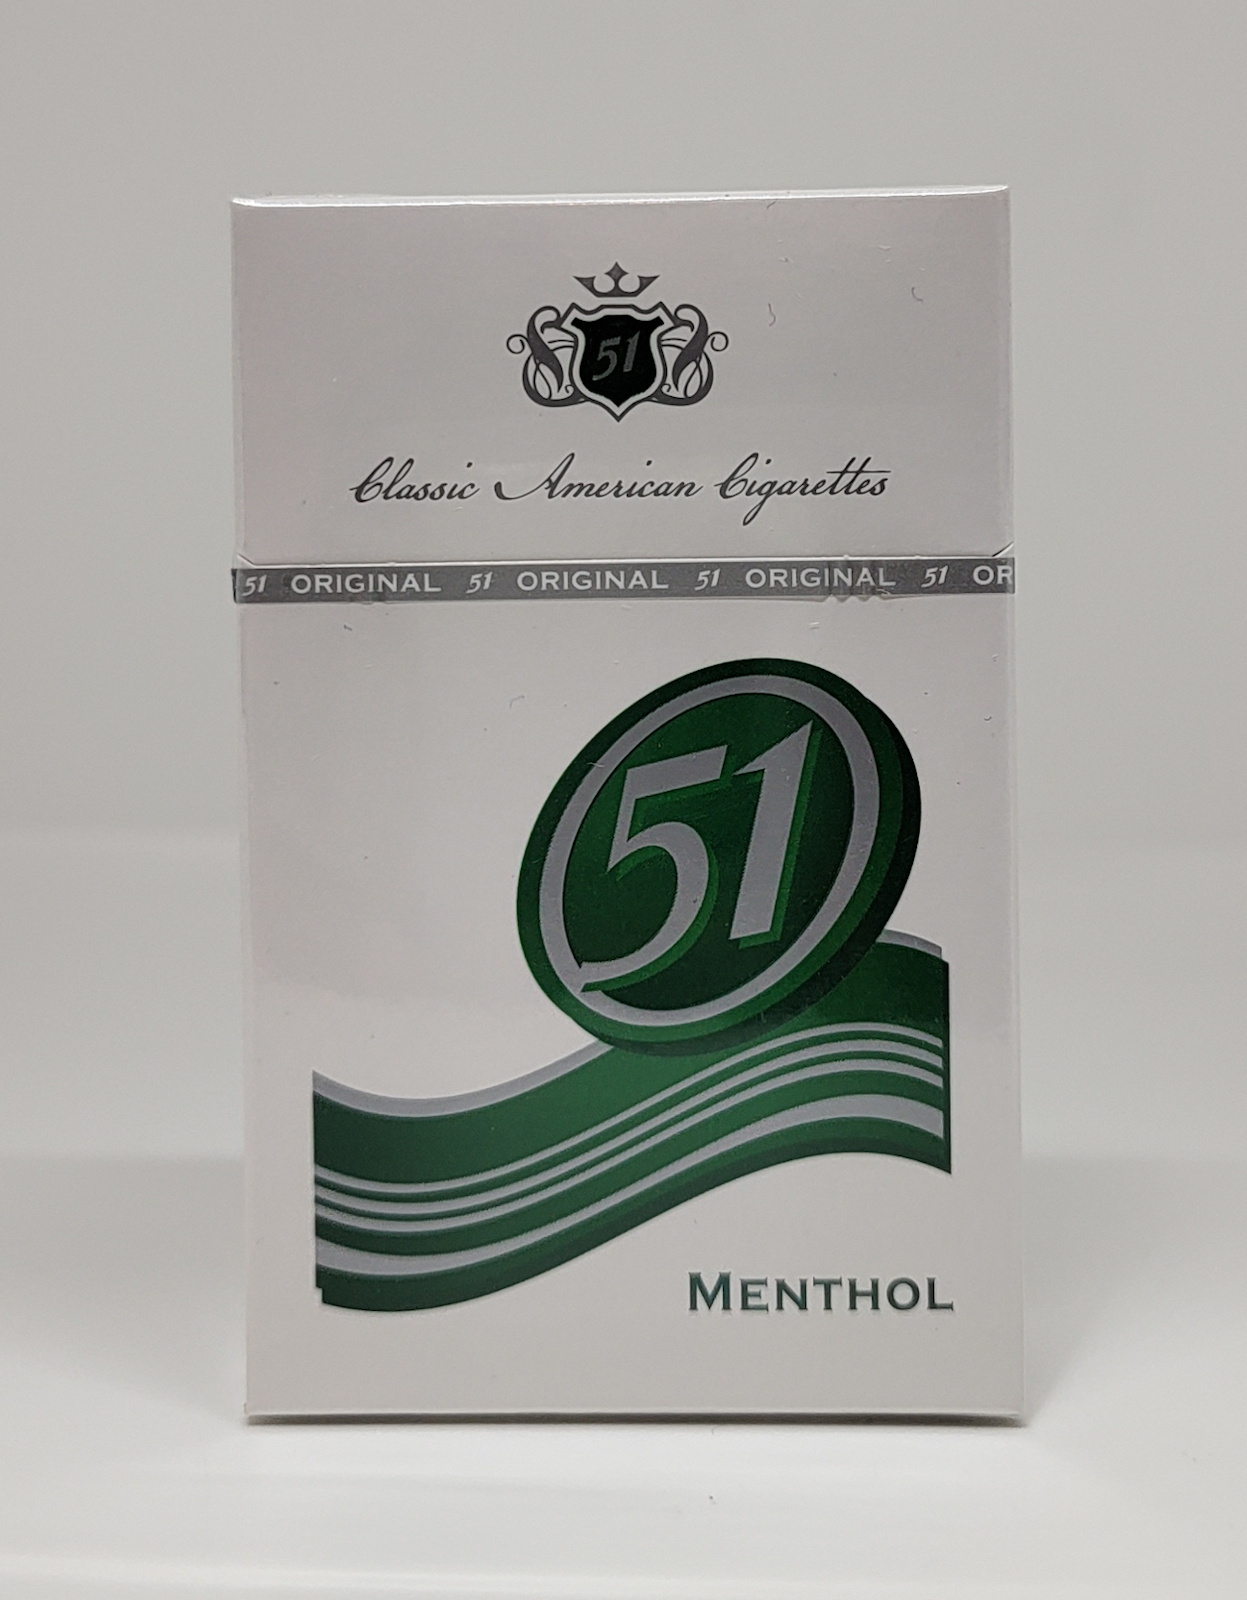 51
Classic American Cigarettes
51 ORIGINAL 51 ORIGINAL 51 ORIGINAL 51 OR
51
MENTHOL